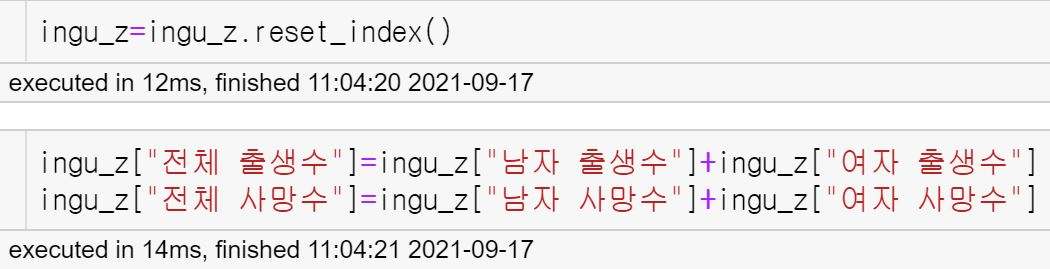 ingu_z=ingu_z.reset_index()
executed in 12ms, finished 11:04:20 2021-09-17
ingu_z["전체 출생수"]=ingu_z["남자 출생수"]+ingu_z["여자 출생수"]
ingu_z["전체 사망수"]=ingu_z["남자 사망수"]+ingu_z["여자 사망수"]
executed in 14ms, finished 11:04:21 2021-09-17